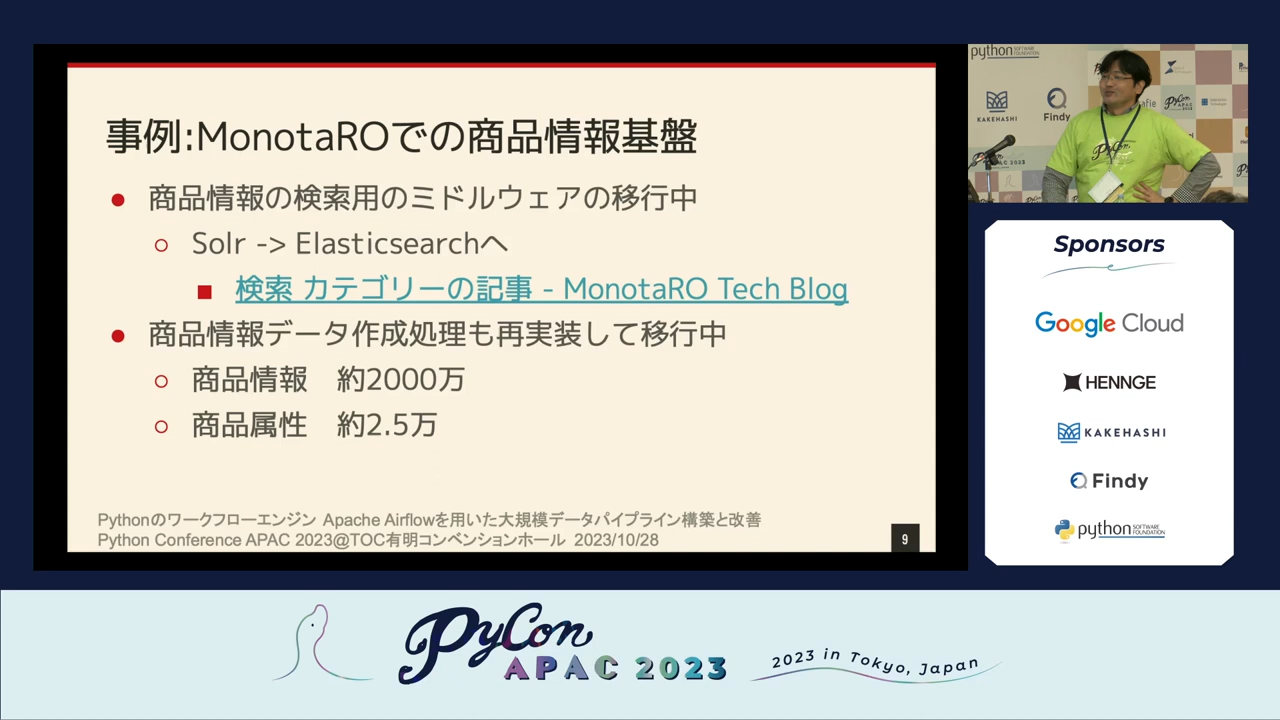 事例:MonotaROでの商品情報基盤
● 商品情報の検索用のミドルウェアの移行中
○ Solr -> Elasticsearchへ
■ 検索 カテゴリーの記事 - MonotaRO Tech Blog
● 商品情報データ作成処理も再実装して移行中
○ 商品情報　約2000万
○ 商品属性　約2.5万
Pythonのワークフローエンジン Apache Airflowを用いた大規模データパイプライン構築と改善
Python Conference APAC 2023@TOC有明コンベンションホール 2023/10/28
9
python SOFTWARE FOUNDATION
KAKEHASHI
Findy
PyCon
Sponsors
Google Cloud
HENNGE
KAKEHASHI
Findy
python SOFTWARE FOUNDATION
PyCon
APAC 2023
2023 in Tokyo, Japan